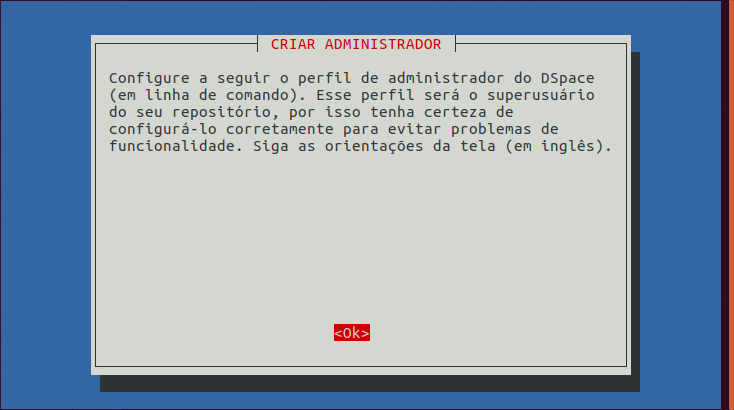 CRIAR ADMINISTRADOR
Configure a seguir o perfil de administrador do DSpace
(em linha de comando). Esse perfil será o superusuário
do seu repositório, por isso tenha certeza de
configurá-lo corretamente para evitar problemas de
funcionalidade. Siga as orientações da tela (em inglês).
<Ok>